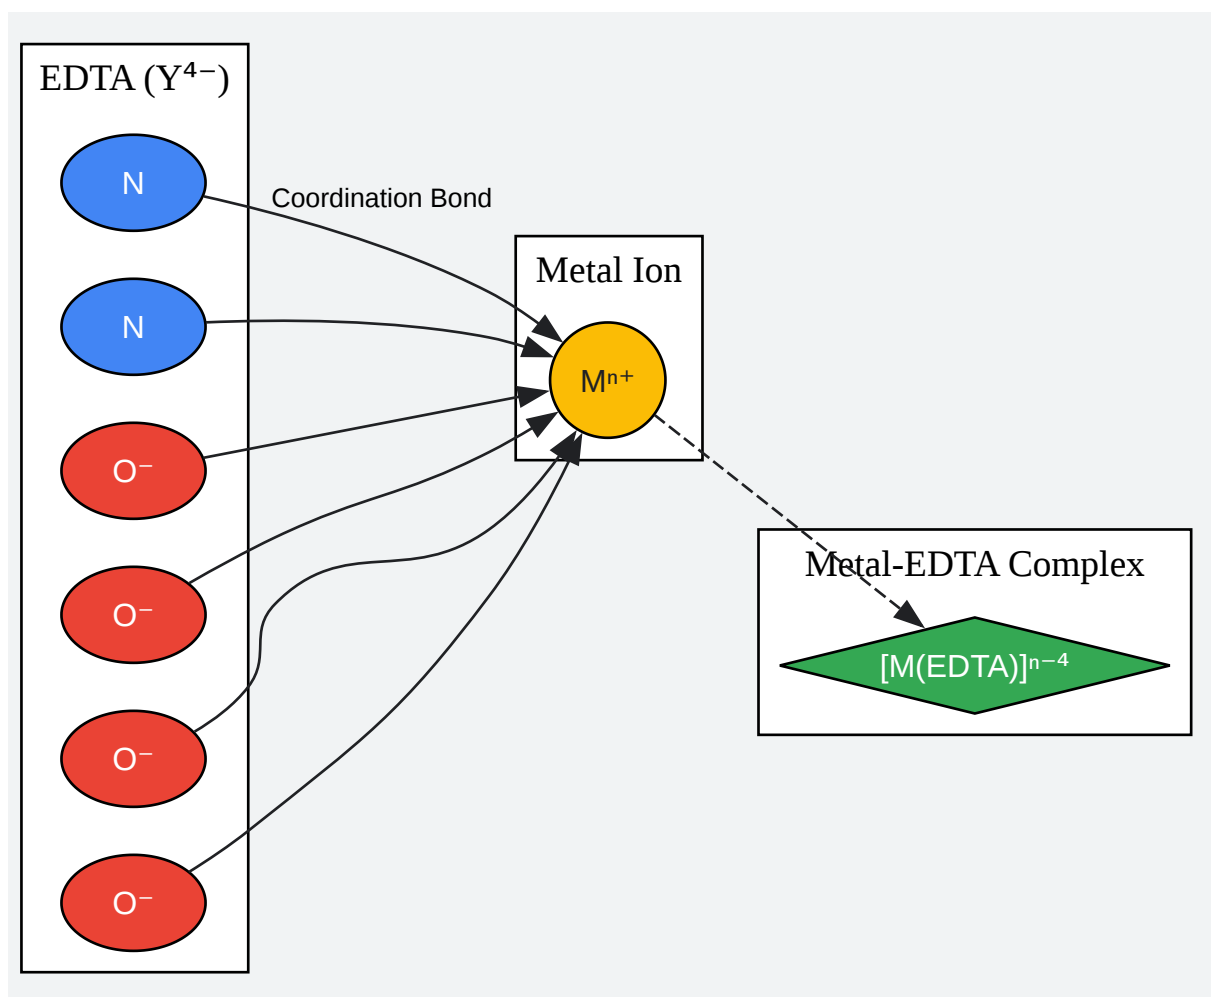 EDTA (Y⁴⁻)
N
Coordination Bond
N
Metal Ion
Mⁿ⁺
O⁻
O⁻
O⁻
O⁻
Metal-EDTA Complex
[M(EDTA)]ⁿ⁻⁴